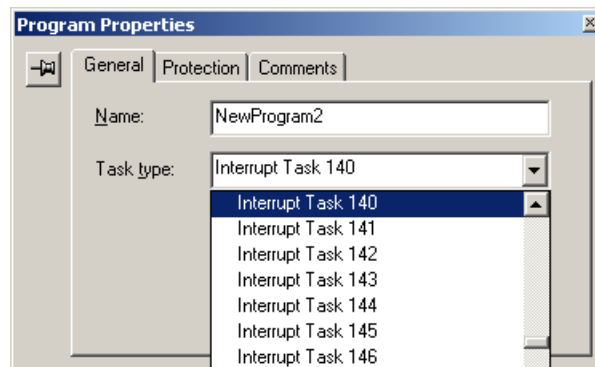 Program Properties
General Protection Comments
Name: NewProgram2
Task type: Interrupt Task 140
Interrupt Task 140
Interrupt Task 141
Interrupt Task 142
Interrupt Task 143
Interrupt Task 144
Interrupt Task 145
Interrupt Task 146